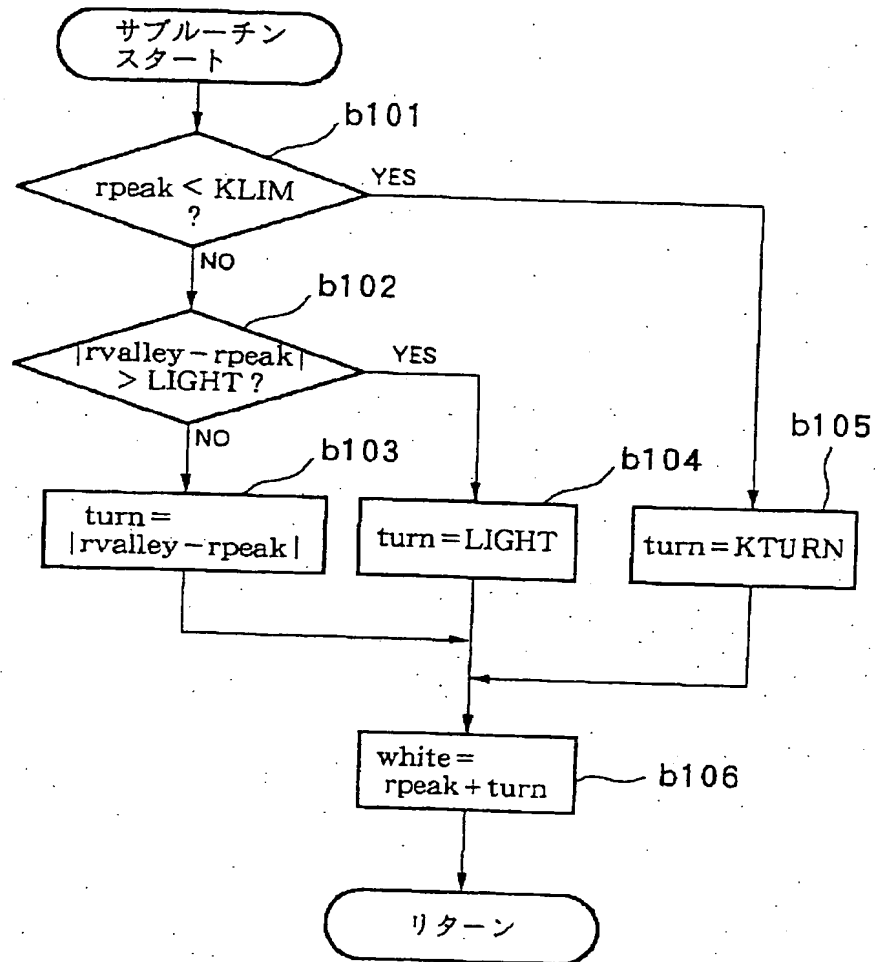 サブルーチン
スタート
b101
rpeak < KLIM
?
YES
NO
b102
|rvalley−rpeak|
> LIGHT ?
YES
NO
b103
turn=
|rvalley−rpeak|
b104
turn=LIGHT
b105
turn=KTURN
white=
rpeak+turn
b106
リターン